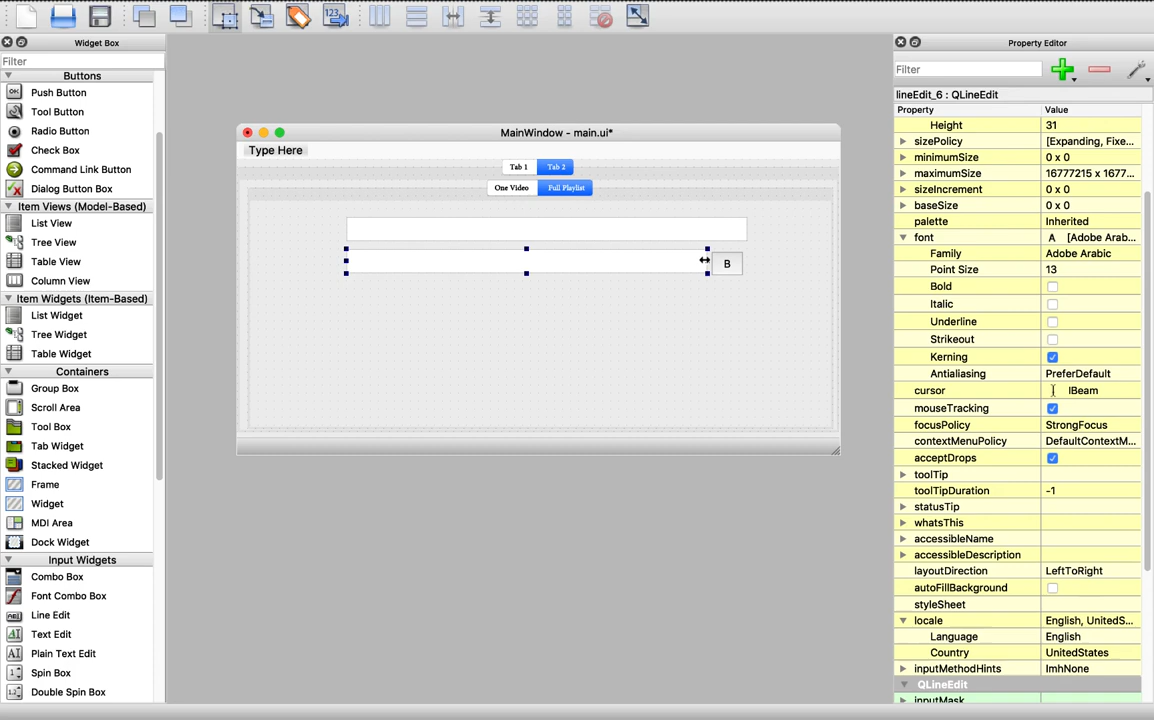 123
Widget Box
Filter
Buttons
OK Push Button
Tool Button
Radio Button
Check Box
Command Link Button
Dialog Button Box
Item Views (Model-Based)
List View
Tree View
Table View
Column View
Item Widgets (Item-Based)
List Widget
Tree Widget
Table Widget
Containers
Group Box
Scroll Area
Tool Box
Tab Widget
Stacked Widget
Frame
Widget
MDI Area
Dock Widget
Input Widgets
Combo Box
Font Combo Box
Line Edit
AI Text Edit
AI Plain Text Edit
1 Spin Box
1.2 Double Spin Box
MainWindow - main.ui*
Type Here
Tab 1 Tab 2
One Video Full Playlist
B
Property Editor
Filter
lineEdit_6 : QLineEdit
Property Value
Height 31
sizePolicy [Expanding, Fixe...
minimumSize 0 x 0
maximumSize 16777215 x 1677...
sizeIncrement 0 x 0
baseSize 0 x 0
palette Inherited
font A [Adobe Arab...
Family Adobe Arabic
Point Size 13
Bold
Italic
Underline
Strikeout
Kerning
Antialiasing PreferDefault
cursor IBeam
mouseTracking
focusPolicy StrongFocus
contextMenuPolicy DefaultContextM...
acceptDrops
toolTip
toolTipDuration -1
statusTip
whatsThis
accessibleName
accessibleDescription
layoutDirection LeftToRight
autoFillBackground
styleSheet
locale English, UnitedS...
Language English
Country UnitedStates
inputMethodHints ImhNone
QLineEdit
inputMask